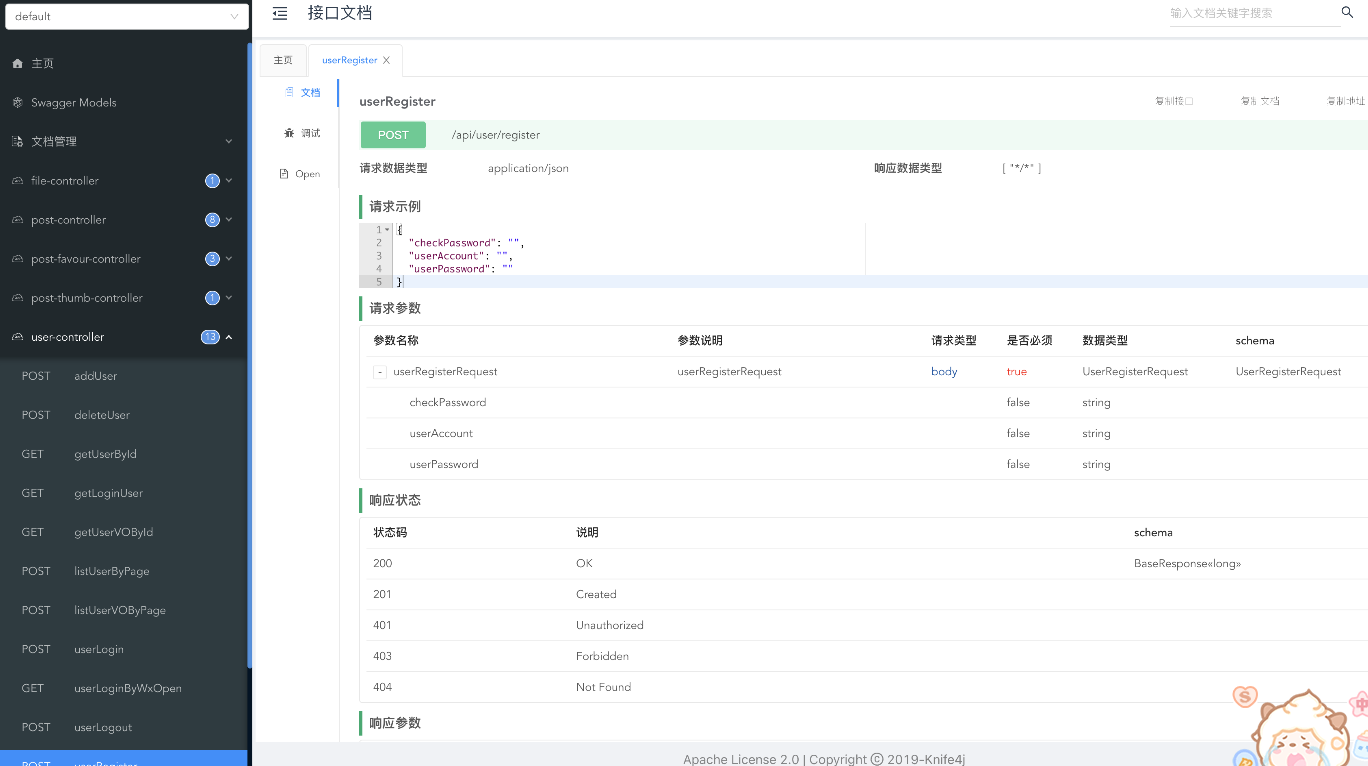 default
接口文档
输入文档关键字搜索
主页
Swagger Models
文档管理
file-controller 1
post-controller 8
post-favour-controller 3
post-thumb-controller 1
user-controller 13
POST addUser
POST deleteUser
GET getUserById
GET getLoginUser
GET getUserVOById
POST listUserByPage
POST listUserVOByPage
POST userLogin
GET userLoginByWxOpen
POST userLogout
POST userRegister
主页 userRegister
文档
调试
Open
userRegister 复制接口 复制文档 复制地址
POST /api/user/register
请求数据类型 application/json 响应数据类型 [ "*/*" ]
请求示例
1 {
2 "checkPassword": "",
3 "userAccount": "",
4 "userPassword": ""
5 }
请求参数
参数名称 参数说明 请求类型 是否必须 数据类型 schema
- userRegisterRequest userRegisterRequest body true UserRegisterRequest UserRegisterRequest
checkPassword false string
userAccount false string
userPassword false string
响应状态
状态码 说明 schema
200 OK BaseResponse«long»
201 Created
401 Unauthorized
403 Forbidden
404 Not Found
响应参数
Apache License 2.0 | Copyright ⓒ 2019-Knife4j
S
中